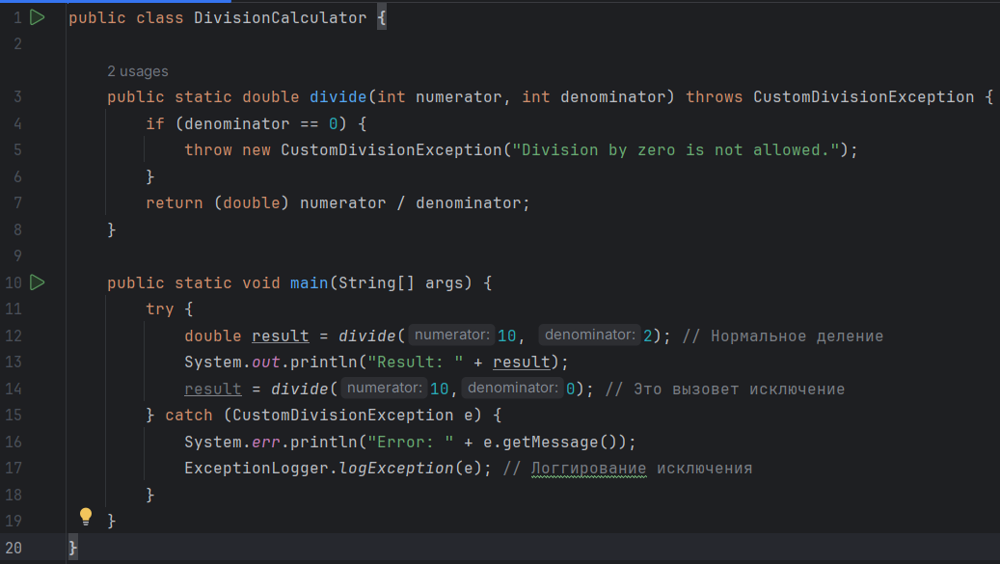 1 public class DivisionCalculator {
2
2 usages
3 public static double divide(int numerator, int denominator) throws CustomDivisionException {
4 if (denominator == 0) {
5 throw new CustomDivisionException("Division by zero is not allowed.");
6 }
7 return (double) numerator / denominator;
8 }
9
10 public static void main(String[] args) {
11 try {
12 double result = divide( numerator: 10, denominator: 2); // Нормальное деление
13 System.out.println("Result: " + result);
14 result = divide( numerator: 10, denominator: 0); // Это вызовет исключение
15 } catch (CustomDivisionException e) {
16 System.err.println("Error: " + e.getMessage());
17 ExceptionLogger.logException(e); // Логгирование исключения
18 }
19 }
20 }